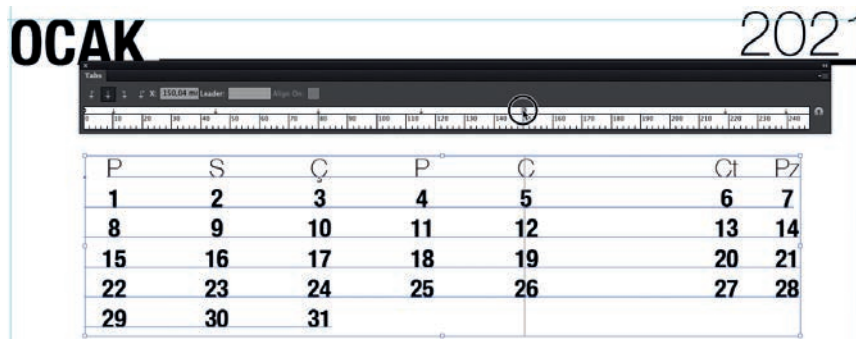 OCAK 2021
Tabs
X: 150,04 mm Leader: Align On:
0 10 20 30 40 50 60 70 80 90 100 110 120 130 140 150 160 170 180 190 200 210 220 230 240
P S Ç P C Ct Pz
1 2 3 4 5 6 7
8 9 10 11 12 13 14
15 16 17 18 19 20 21
22 23 24 25 26 27 28
29 30 31